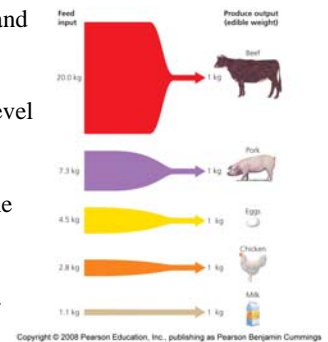 and
evel
Feed input
Produce output (edible weight)
20.0 kg
1 kg
Beef
7.3 kg
1 kg
Pork
4.5 kg
1 kg
Eggs
2.8 kg
1 kg
Chicken
1.1 kg
1 kg
Milk
Copyright © 2008 Pearson Education, Inc., publishing as Pearson Benjamin Cummings